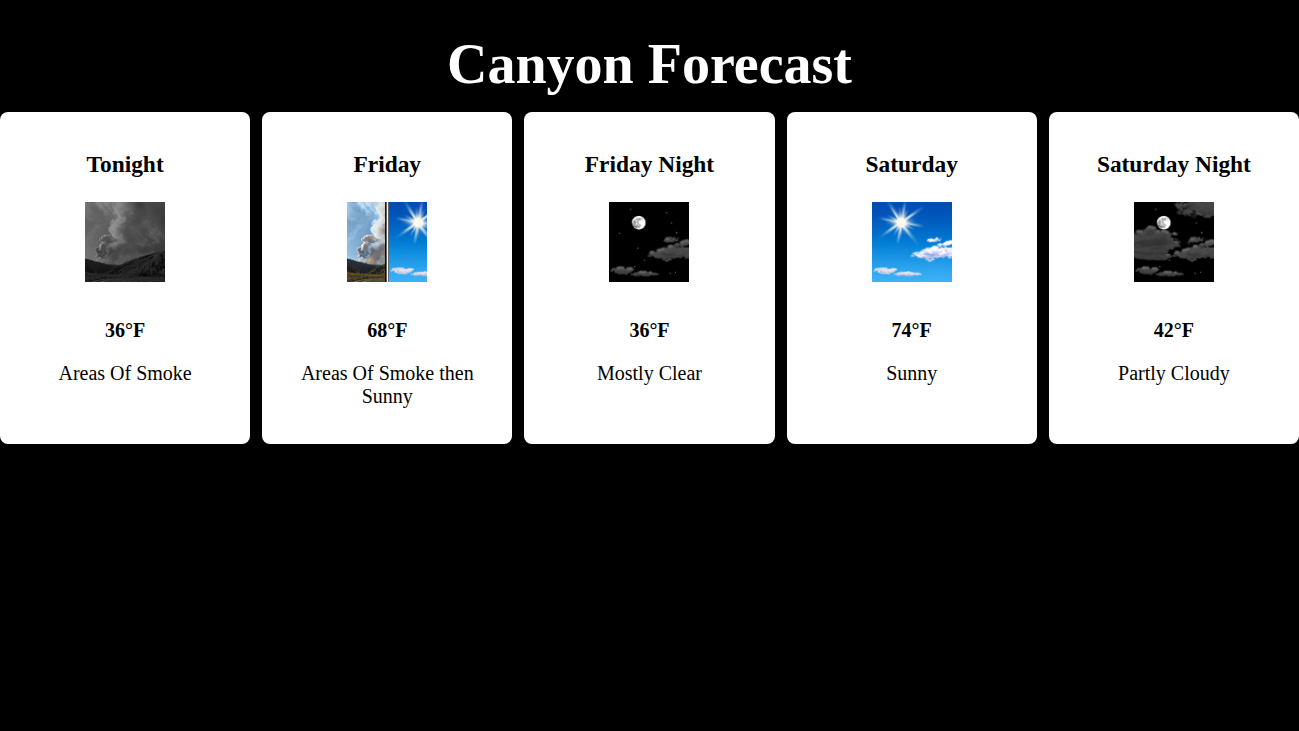 Canyon Forecast
Tonight
36°F
Areas Of Smoke
Friday
68°F
Areas Of Smoke then
Sunny
Friday Night
36°F
Mostly Clear
Saturday
74°F
Sunny
Saturday Night
42°F
Partly Cloudy